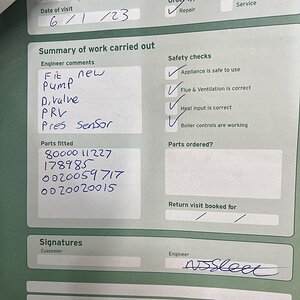 Date of visit
6 / 1 / 23
Repair
Service
Summary of work carried out
Engineer comments
Fit new
Pump
D,valve
PRV
Pres sensor
Safety checks
Appliance is safe to use
Flue & Ventilation is correct
Heat input is correct
Boiler controls are working
Parts fitted
8000011227
178985
0020059717
0020020015
Parts ordered?
Return visit booked for
/ /
Signatures
Customer
Engineer